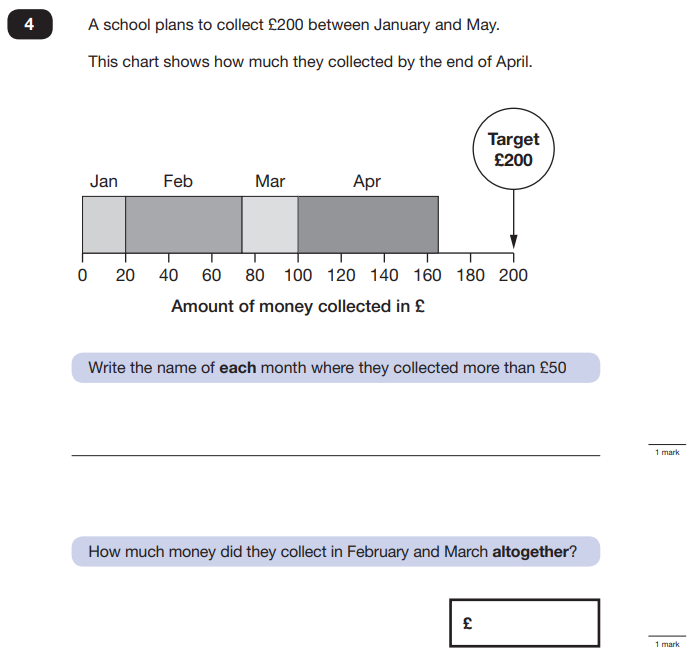 4
A school plans to collect £200 between January and May.
This chart shows how much they collected by the end of April.
Target
£200
Jan Feb Mar Apr
0 20 40 60 80 100 120 140 160 180 200
Amount of money collected in £
Write the name of each month where they collected more than £50
1 mark
How much money did they collect in February and March altogether?
£
1 mark